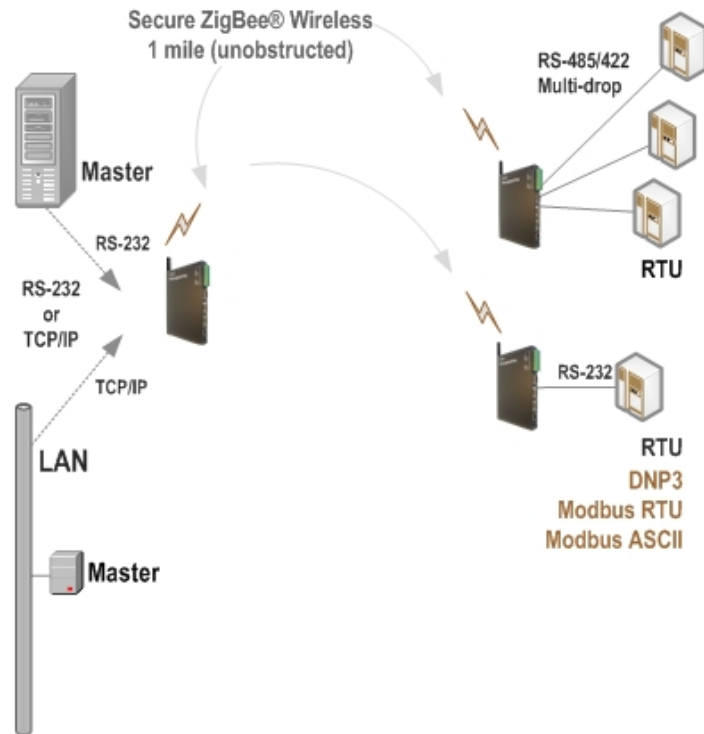 Secure ZigBee® Wireless
1 mile (unobstructed)
RS-485/422
Multi-drop
Master
RS-232
RS-232
or
TCP/IP
TCP/IP
RTU
RS-232
LAN
RTU
DNP3
Modbus RTU
Modbus ASCII
Master